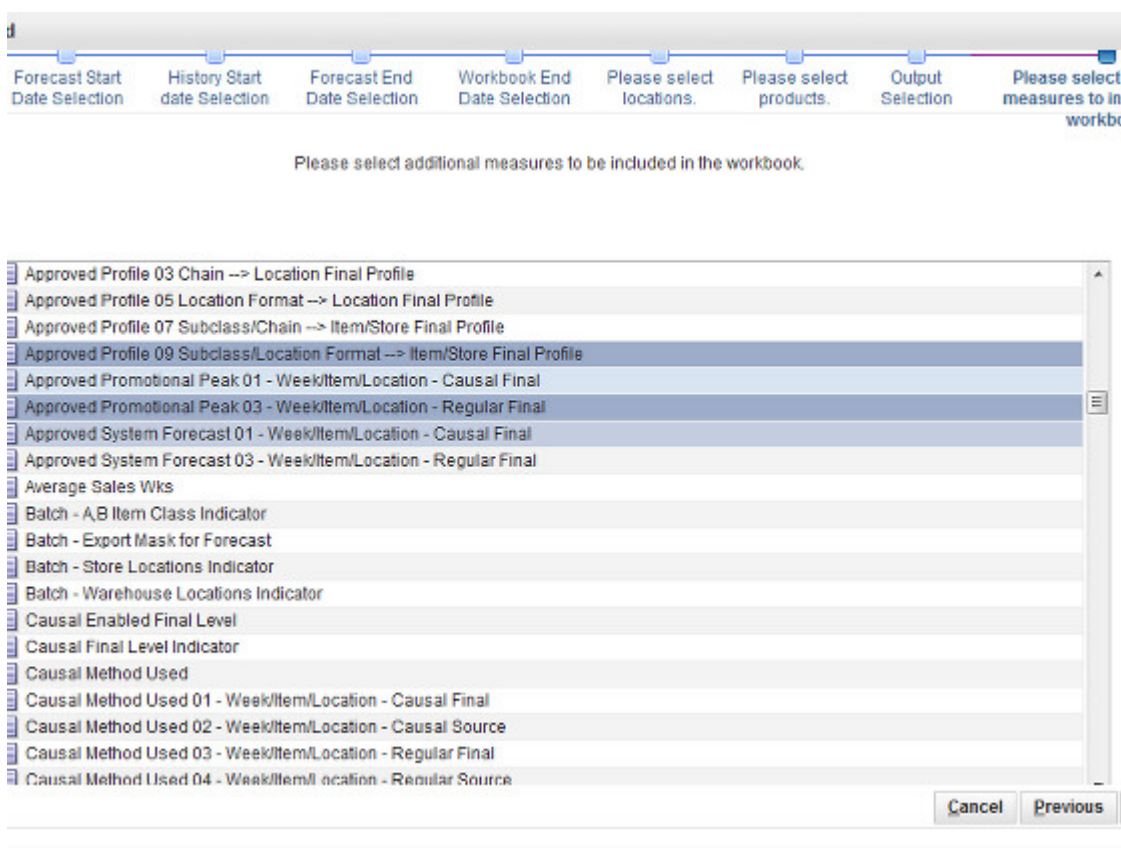 d
Forecast Start History Start Forecast End Workbook End Please select Please select Output Please select
Date Selection date Selection Date Selection Date Selection locations. products. Selection measures to in
workbo
Please select additional measures to be included in the workbook.
Approved Profile 03 Chain --> Location Final Profile
Approved Profile 05 Location Format --> Location Final Profile
Approved Profile 07 Subclass/Chain --> Item/Store Final Profile
Approved Profile 09 Subclass/Location Format --> Item/Store Final Profile
Approved Promotional Peak 01 - Week/Item/Location - Causal Final
Approved Promotional Peak 03 - Week/Item/Location - Regular Final
Approved System Forecast 01 - Week/Item/Location - Causal Final
Approved System Forecast 03 - Week/Item/Location - Regular Final
Average Sales Wks
Batch - A,B Item Class Indicator
Batch - Export Mask for Forecast
Batch - Store Locations Indicator
Batch - Warehouse Locations Indicator
Causal Enabled Final Level
Causal Final Level Indicator
Causal Method Used
Causal Method Used 01 - Week/Item/Location - Causal Final
Causal Method Used 02 - Week/Item/Location - Causal Source
Causal Method Used 03 - Week/Item/Location - Regular Final
Causal Method Used 04 - Week/Item/Location - Regular Source
Cancel Previous